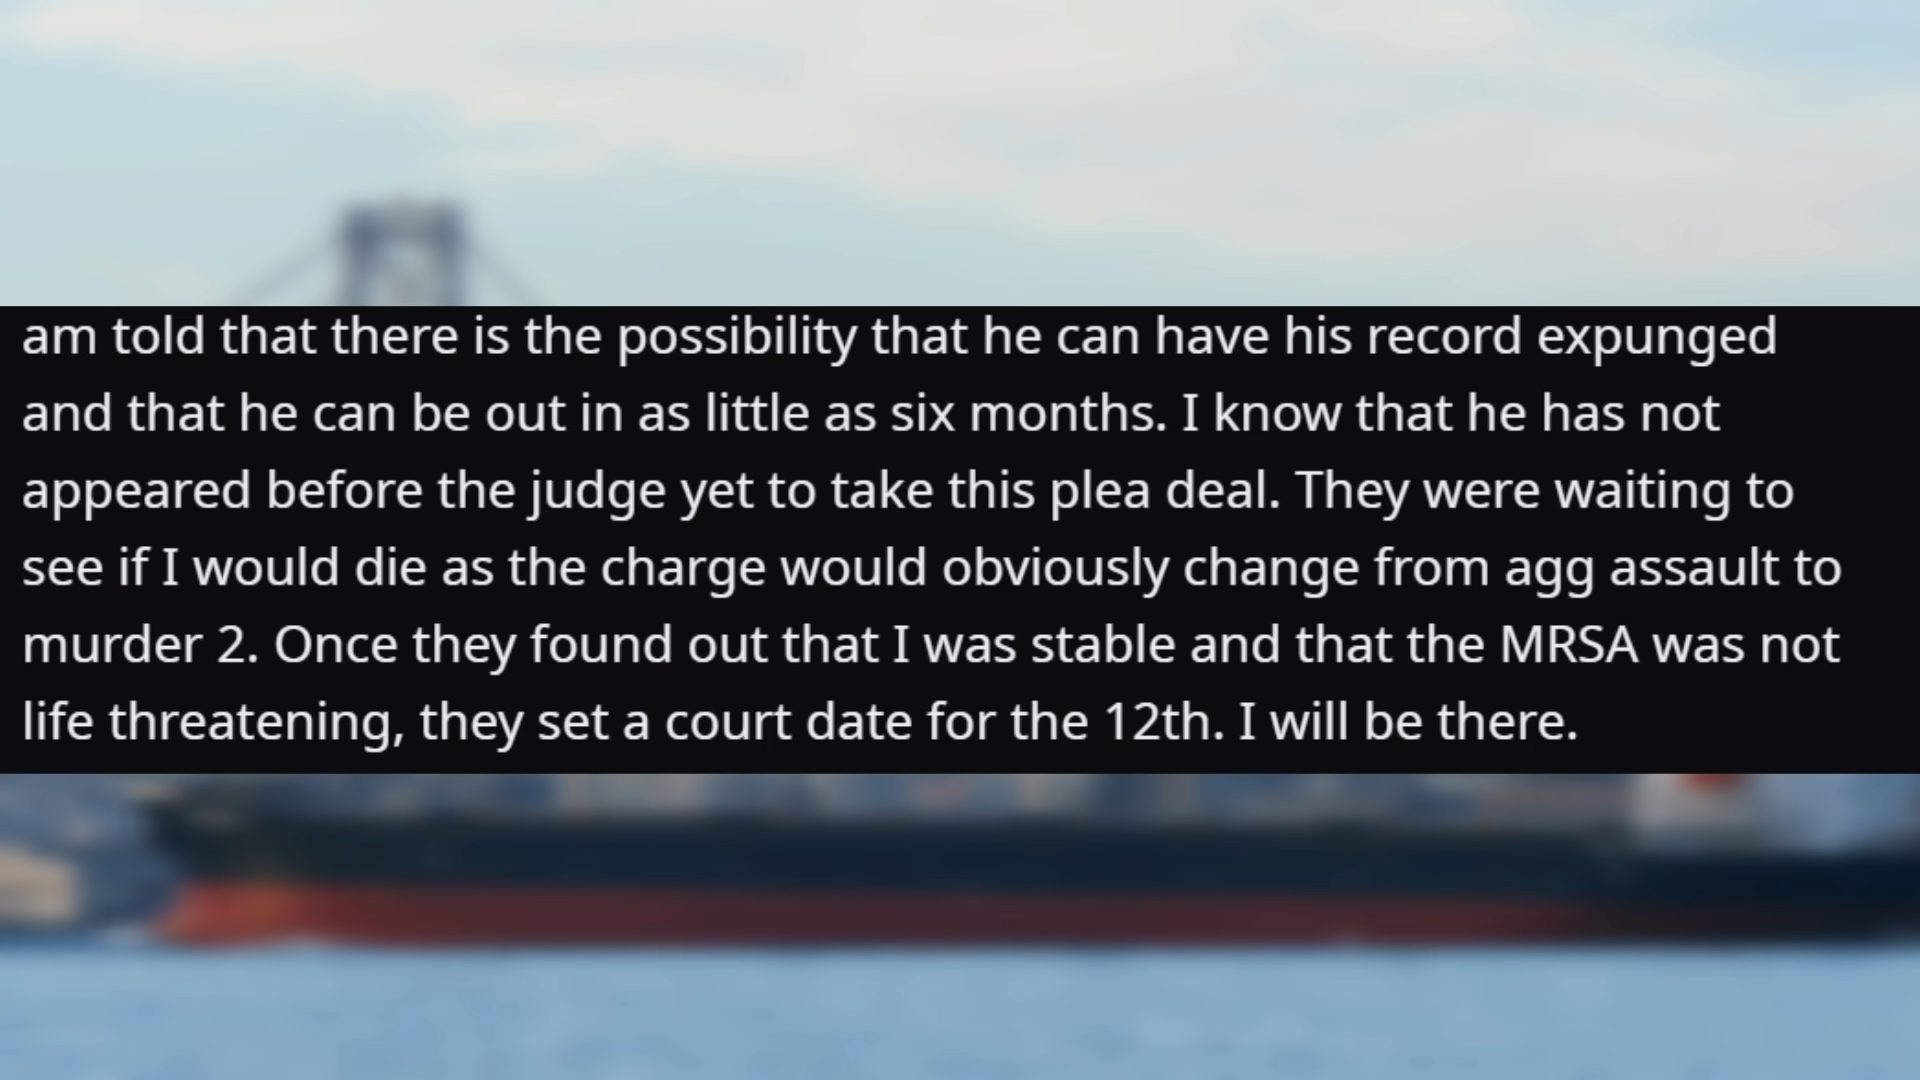 am told that there is the possibility that he can have his record expunged
and that he can be out in as little as six months. I know that he has not
appeared before the judge yet to take this plea deal. They were waiting to
see if I would die as the charge would obviously change from agg assault to
murder 2. Once they found out that I was stable and that the MRSA was not
life threatening, they set a court date for the 12th. I will be there.